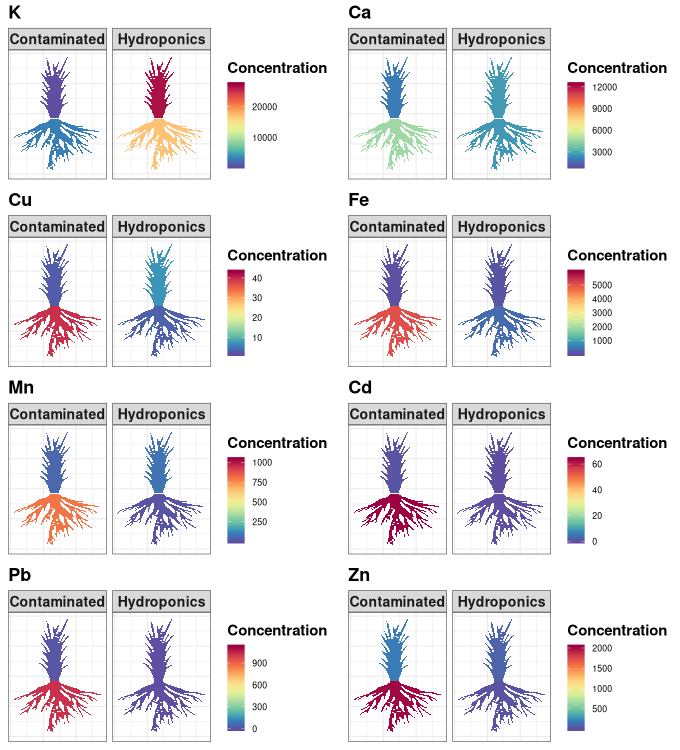 K
Contaminated Hydroponics
Concentration
20000
10000
Ca
Contaminated Hydroponics
Concentration
12000
9000
6000
3000
Cu
Contaminated Hydroponics
Concentration
40
30
20
10
Fe
Contaminated Hydroponics
Concentration
5000
4000
3000
2000
1000
Mn
Contaminated Hydroponics
Concentration
1000
750
500
250
Cd
Contaminated Hydroponics
Concentration
60
40
20
0
Pb
Contaminated Hydroponics
Concentration
900
600
300
0
Zn
Contaminated Hydroponics
Concentration
2000
1500
1000
500